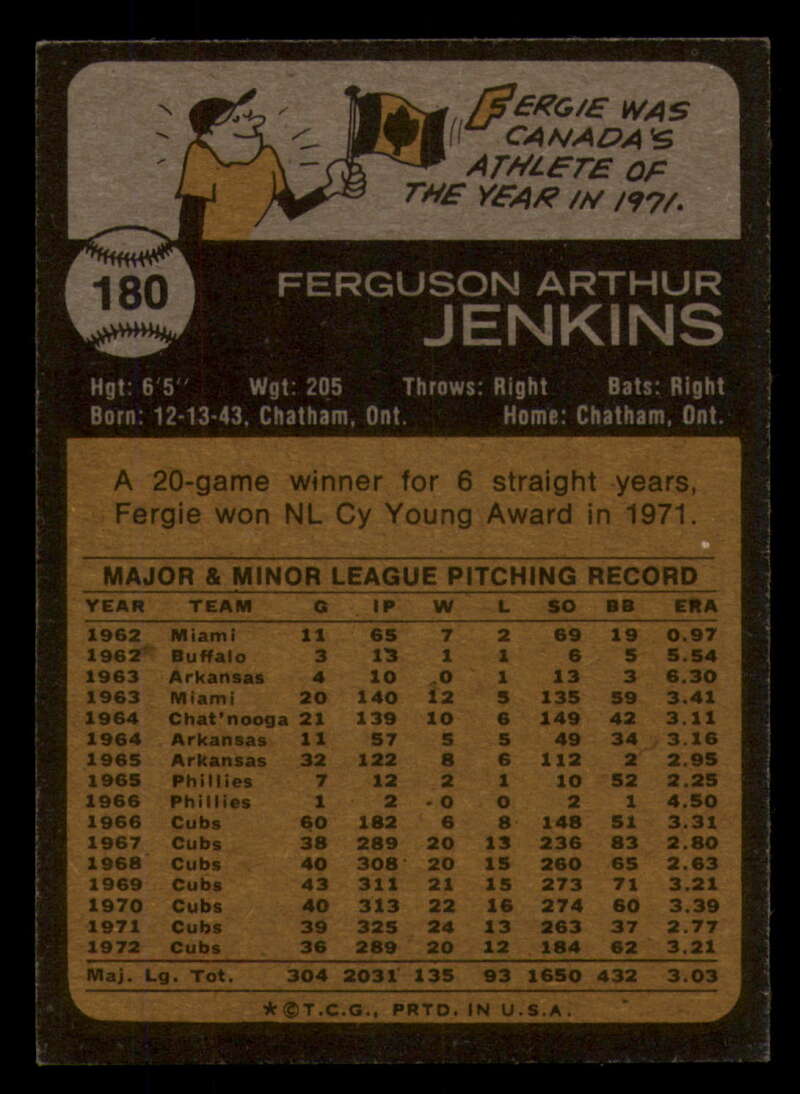 FERGIE WAS
CANADA'S
ATHLETE OF
THE YEAR IN 1971.
180
FERGUSON ARTHUR
JENKINS
Hgt: 6'5" Wgt: 205 Throws: Right Bats: Right
Born: 12-13-43, Chatham, Ont. Home: Chatham, Ont.
A 20-game winner for 6 straight years,
Fergie won NL Cy Young Award in 1971.
MAJOR & MINOR LEAGUE PITCHING RECORD
YEAR TEAM G IP W L SO BB ERA
1962 Miami 11 65 7 2 69 19 0.97
1962 Buffalo 3 13 1 1 6 5 5.54
1963 Arkansas 4 10 0 1 13 3 6.30
1963 Miami 20 140 12 5 135 59 3.41
1964 Chat'nooga 21 139 10 6 149 42 3.11
1964 Arkansas 11 57 5 5 49 34 3.16
1965 Arkansas 32 122 8 6 112 2 2.95
1965 Phillies 7 12 2 1 10 52 2.25
1966 Phillies 1 2 0 0 2 1 4.50
1966 Cubs 60 182 6 8 148 51 3.31
1967 Cubs 38 289 20 13 236 83 2.80
1968 Cubs 40 308 20 15 260 65 2.63
1969 Cubs 43 311 21 15 273 71 3.21
1970 Cubs 40 313 22 16 274 60 3.39
1971 Cubs 39 325 24 13 263 37 2.77
1972 Cubs 36 289 20 12 184 62 3.21
Maj. Lg. Tot. 304 2031 135 93 1650 432 3.03
*©T.C.G., PRTD. IN U.S.A.